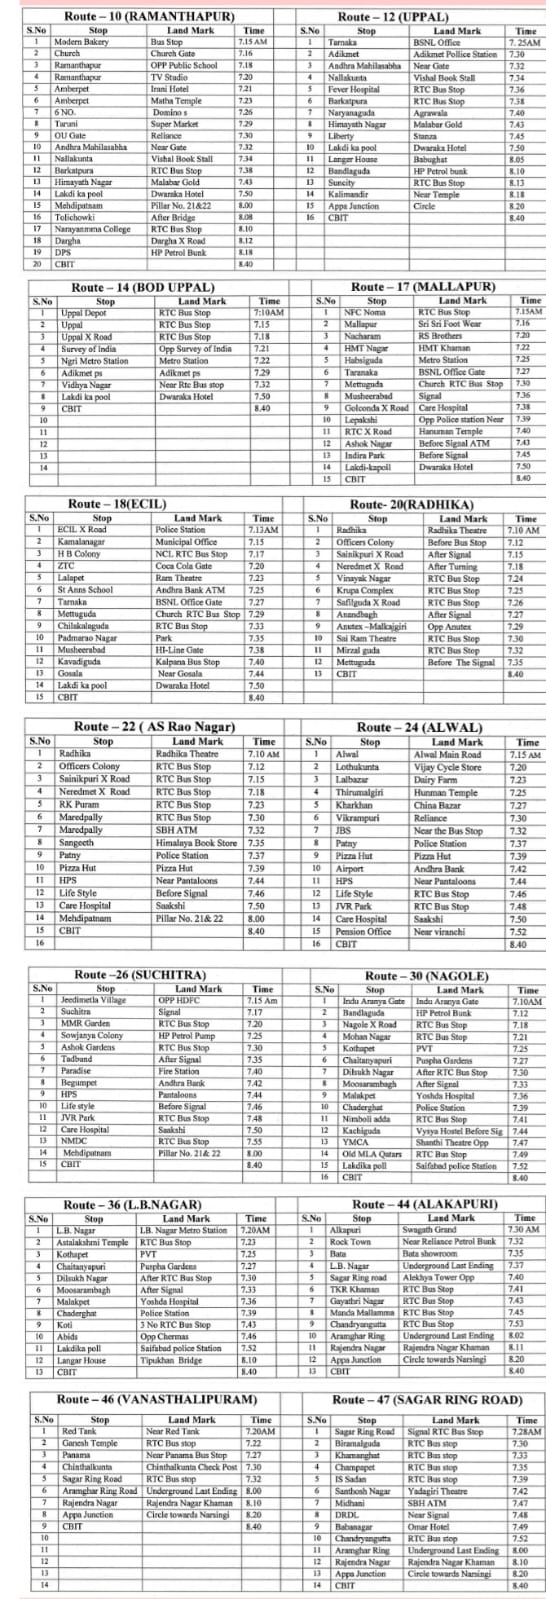 Route – 10 (RAMANTHAPUR)
S.No Stop Land Mark Time
1 Modern Bakery Bus Stop 7.15 AM
2 Church Church Gate 7.16
3 Ramanthapur OPP Public School 7.18
4 Ramanthapur TV Studio 7.20
5 Amberpet Irani Hotel 7.21
6 Amberpet Matha Temple 7.23
7 6 NO. Domino s 7.26
8 Taruni Super Market 7.29
9 OU Gate Reliance 7.30
10 Andhra Mahilasabha Near Gate 7.32
11 Nallakunta Vishal Book Stall 7.34
12 Barkatpura RTC Bus Stop 7.38
13 Himayath Nagar Malabar Gold 7.43
14 Lakdi ka pool Dwaraka Hotel 7.50
15 Mehdipatnam Pillar No. 21&22 8.00
16 Tolichowki After Bridge 8.08
17 Narayanmma College RTC Bus Stop 8.10
18 Dargha Dargha X Road 8.12
19 DPS HP Petrol Bunk 8.18
20 CBIT 8.40
Route – 12 (UPPAL)
S.No Stop Land Mark Time
1 Tarnaka BSNL Office 7. 25AM
2 Adikmet Adikmet Pollice Station 7.30
3 Andhra Mahilasabha Near Gate 7.32
4 Nallakunta Vishal Book Stall 7.34
5 Fever Hospital RTC Bus Stop 7.36
6 Barkatpura RTC Bus Stop 7.38
7 Naryanaguda Agrawala 7.40
8 Himayath Nagar Malabar Gold 7.43
9 Liberty Stanza 7.45
10 Lakdi ka pool Dwaraka Hotel 7.50
11 Langer House Babughat 8.05
12 Bandlaguda HP Petrol bunk 8.10
13 Suncity RTC Bus Stop 8.13
14 Kalimandir Near Temple 8.18
15 Appa Junction Circle 8.20
16 CBIT 8.40
Route – 14 (BOD UPPAL)
S.No Stop Land Mark Time
1 Uppal Depot RTC Bus Stop 7:10AM
2 Uppal RTC Bus Stop 7.15
3 Uppal X Road RTC Bus Stop 7.18
4 Survey of India Opp Survey of India 7.21
5 Ngri Metro Station Metro Station 7.22
6 Adikmet ps Adikmet ps 7.29
7 Vidhya Nagar Near Rtc Bus stop 7.32
8 Lakdi ka pool Dwaraka Hotel 7.50
9 CBIT 8.40
10
11
12
13
14
Route – 17 (MALLAPUR)
S.No Stop Land Mark Time
1 NFC Noma RTC Bus Stop 7.15AM
2 Mallapur Sri Sri Foot Wear 7.16
3 Nacharam RS Brothers 7.20
4 HMT Nagar HMT Khaman 7.22
5 Habsiguda Metro Station 7.25
6 Taranaka BSNL Office Gate 7.27
7 Mettuguda Church RTC Bus Stop 7.30
8 Musheerabad Signal 7.36
9 Golconda X Road Care Hospital 7.38
10 Lepakshi Opp Police station Near 7.39
11 RTC X Road Hanuman Temple 7.40
12 Ashok Nagar Before Signal ATM 7.43
13 Indira Park Before Signal 7.45
14 Lakdi-kapoll Dwaraka Hotel 7.50
15 CBIT 8.40
Route – 18(ECIL)
S.No Stop Land Mark Time
1 ECIL X Road Police Station 7.13AM
2 Kamalanagar Municipal Office 7.15
3 H B Colony NCL RTC Bus Stop 7.17
4 ZTC Coca Cola Gate 7.20
5 Lalapet Ram Theatre 7.23
6 St Anns School Andhra Bank ATM 7.25
7 Tarnaka BSNL Office Gate 7.27
8 Mettuguda Church RTC Bus Stop 7.29
9 Chilakalaguda RTC Bus Stop 7.33
10 Padmarao Nagar Park 7.35
11 Musheerabad HI-Line Gate 7.38
12 Kavadiguda Kalpana Bus Stop 7.40
13 Gosala Near Gosala 7.44
14 Lakdi ka pool Dwaraka Hotel 7.50
15 CBIT 8.40
Route- 20(RADHIKA)
S.No Stop Land Mark Time
1 Radhika Radhika Theatre 7.10 AM
2 Officers Colony Before Bus Stop 7.12
3 Sainikpuri X Road After Signal 7.15
4 Neredmet X Road After Turning 7.18
5 Vinayak Nagar RTC Bus Stop 7.24
6 Krupa Complex RTC Bus Stop 7.25
7 Safilguda X Road RTC Bus Stop 7.26
8 Anandbagh After Signal 7.27
9 Anutex –Malkajgiri Opp Anutex 7.29
10 Sai Ram Theatre RTC Bus Stop 7.30
11 Mirzal guda RTC Bus Stop 7.32
12 Mettuguda Before The Signal 7.35
13 CBIT 8.40
Route – 22 ( AS Rao Nagar)
S.No Stop Land Mark Time
1 Radhika Radhika Theatre 7.10 AM
2 Officers Colony RTC Bus Stop 7.12
3 Sainikpuri X Road RTC Bus Stop 7.15
4 Neredmet X Road RTC Bus Stop 7.18
5 RK Puram RTC Bus Stop 7.23
6 Maredpally RTC Bus Stop 7.30
7 Maredpally SBH ATM 7.32
8 Sangeeth Himalaya Book Store 7.35
9 Patny Police Station 7.37
10 Pizza Hut Pizza Hut 7.39
11 HPS Near Pantaloons 7.44
12 Life Style Before Signal 7.46
13 Care Hospital Saakshi 7.50
14 Mehdipatnam Pillar No. 21& 22 8.00
15 CBIT 8.40
16
Route – 24 (ALWAL)
S.No Stop Land Mark Time
1 Alwal Alwal Main Road 7.15 AM
2 Lothukunta Vijay Cycle Store 7.20
3 Lalbazar Dairy Farm 7.23
4 Thirumalgiri Hunman Temple 7.25
5 Kharkhan China Bazar 7.27
6 Vikrampuri Reliance 7.30
7 JBS Near the Bus Stop 7.32
8 Patny Police Station 7.37
9 Pizza Hut Pizza Hut 7.39
10 Airport Andhra Bank 7.42
11 HPS Near Pantaloons 7.44
12 Life Style RTC Bus Stop 7.46
13 JVR Park RTC Bus Stop 7.48
14 Care Hospital Saakshi 7.50
15 Pension Office Near viranchi 7.52
16 CBIT 8.40
Route –26 (SUCHITRA)
S.No Stop Land Mark Time
1 Jeedimetla Village OPP HDFC 7.15 Am
2 Suchitra Signal 7.17
3 MMR Garden RTC Bus Stop 7.20
4 Sowjanya Colony HP Petrol Pump 7.25
5 Ashok Gardens RTC Bus Stop 7.30
6 Tadbund After Signal 7.35
7 Paradise Fire Station 7.40
8 Begumpet Andhra Bank 7.42
9 HPS Pantaloons 7.44
10 Life style Before Signal 7.46
11 JVR Park RTC Bus Stop 7.48
12 Care Hospital Saakshi 7.50
13 NMDC RTC Bus Stop 7.55
14 Mehdipatnam Pillar No. 21& 22 8.00
15 CBIT 8.40
Route – 30 (NAGOLE)
S.No Stop Land Mark Time
1 Indu Aranya Gate Indu Aranya Gate 7.10AM
2 Bandlaguda HP Petrol Bunk 7.12
3 Nagole X Road RTC Bus Stop 7.18
4 Mohan Nagar RTC Bus Stop 7.21
5 Kothapet PVT 7.25
6 Chaitanyapuri Puspha Gardens 7.27
7 Dilsukh Nagar After RTC Bus Stop 7.30
8 Moosarambagh After Signal 7.33
9 Malakpet Yoshda Hospital 7.36
10 Chaderghat Police Station 7.39
11 Nimboli adda RTC Bus Stop 7.41
12 Kachiguda Vysya Hostel Before Sig 7.44
13 YMCA Shanthi Theatre Opp 7.47
14 Old MLA Qutars RTC Bus Stop 7.49
15 Lakdika poll Saifabad police Station 7.52
16 CBIT 8.40
Route – 36 (L.B.NAGAR)
S.No Stop Land Mark Time
1 L.B. Nagar LB. Nagar Metro Station 7.20AM
2 Astalakshmi Temple RTC Bus Stop 7.23
3 Kothapet PVT 7.25
4 Chaitanyapuri Puspha Gardens 7.27
5 Dilsukh Nagar After RTC Bus Stop 7.30
6 Moosarambagh After Signal 7.33
7 Malakpet Yoshda Hospital 7.36
8 Chaderghat Police Station 7.39
9 Koti 3 No RTC Bus Stop 7.43
10 Abids Opp Chermas 7.46
11 Lakdika poll Saifabad police Station 7.52
12 Langar House Tipukhan Bridge 8.10
13 CBIT 8.40
Route – 44 (ALAKAPURI)
S.No Stop Land Mark Time
1 Alkapuri Swagath Grand 7.30 AM
2 Rock Town Near Reliance Petrol Bunk 7.32
3 Bata Bata showroom 7.35
4 L.B. Nagar Underground Last Ending 7.37
5 Sagar Ring road Alekhya Tower Opp 7.40
6 TKR Khaman RTC Bus Stop 7.41
7 Gayathri Nagar RTC Bus Stop 7.43
8 Manda Mallamma RTC Bus Stop 7.45
9 Chandryangutta RTC Bus Stop 7.53
10 Aramghar Ring Underground Last Ending 8.02
11 Rajendra Nagar Rajendra Nagar Khaman 8.11
12 Appa Junction Circle towards Narsingi 8.20
13 CBIT 8.40
Route – 46 (VANASTHALIPURAM)
S.No Stop Land Mark Time
1 Red Tank Near Red Tank 7.20AM
2 Ganesh Temple RTC Bus stop 7.22
3 Panama Near Panama Bus Stop 7.27
4 Chinthalkunta Chinthalkunta Check Post 7.30
5 Sagar Ring Road RTC Bus stop 7.32
6 Aramghar Ring Road Underground Last Ending 8.00
7 Rajendra Nagar Rajendra Nagar Khaman 8.10
8 Appa Junction Circle towards Narsingi 8.20
9 CBIT 8.40
10
11
12
13
14
Route – 47 (SAGAR RING ROAD)
S.No Stop Land Mark Time
1 Sagar Ring Road Signal RTC Bus Stop 7.28AM
2 Biramalguda RTC Bus stop 7.30
3 Khamanghat RTC Bus stop 7.33
4 Champapet RTC Bus stop 7.35
5 IS Sadan RTC Bus stop 7.39
6 Santhosh Nagar Yadagiri Theatre 7.42
7 Midhani SBH ATM 7.47
8 DRDL Near Signal 7.48
9 Babanagar Omar Hotel 7.49
10 Chandryangutta RTC Bus stop 7.52
11 Aramghar Ring Underground Last Ending 8.00
12 Rajendra Nagar Rajendra Nagar Khaman 8.10
13 Appa Junction Circle towards Narsingi 8.20
14 CBIT 8.40